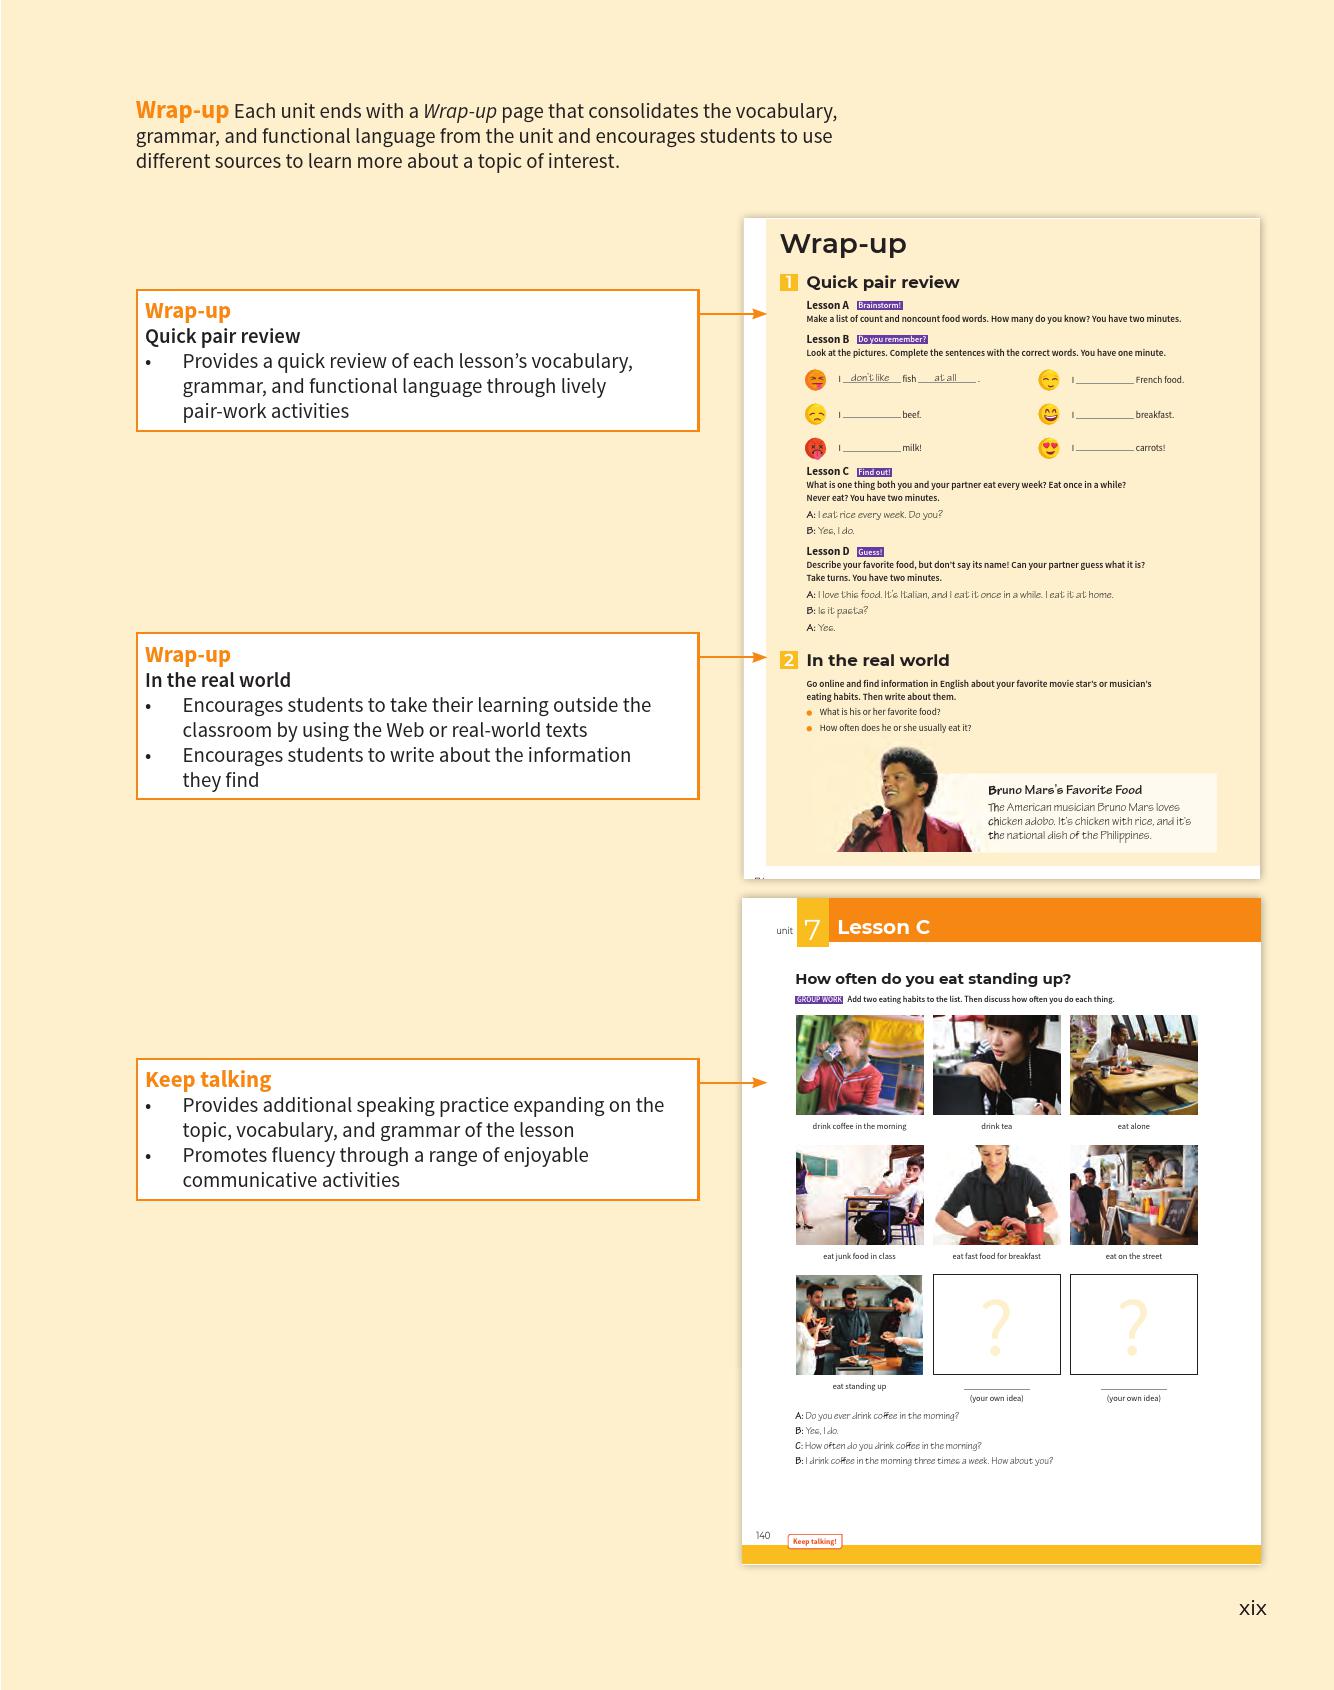 Wrap-up Each unit ends with a Wrap-up page that consolidates the vocabulary,
grammar, and functional language from the unit and encourages students to use
different sources to learn more about a topic of interest.
Wrap-up
Quick pair review
• Provides a quick review of each lesson’s vocabulary,
grammar, and functional language through lively
pair-work activities
Wrap-up
In the real world
• Encourages students to take their learning outside the
classroom by using the Web or real-world texts
• Encourages students to write about the information
they find
Keep talking
• Provides additional speaking practice expanding on the
topic, vocabulary, and grammar of the lesson
• Promotes fluency through a range of enjoyable
communicative activities
Wrap-up
1 Quick pair review
Lesson A Brainstorm!
Make a list of count and noncount food words. How many do you know? You have two minutes.
Lesson B Do you remember?
Look at the pictures. Complete the sentences with the correct words. You have one minute.
I don't like fish at all .
I ____________ French food.
I ____________ beef.
I ____________ breakfast.
I ____________ milk!
I ____________ carrots!
Lesson C Find out!
What is one thing both you and your partner eat every week? Eat once in a while?
Never eat? You have two minutes.
A: I eat rice every week. Do you?
B: Yes, I do.
Lesson D Guess!
Describe your favorite food, but don't say its name! Can your partner guess what it is?
Take turns. You have two minutes.
A: I love this food. It's Italian, and I eat it once in a while. I eat it at home.
B: Is it pasta?
A: Yes.
2 In the real world
Go online and find information in English about your favorite movie star's or musician's
eating habits. Then write about them.
● What is his or her favorite food?
● How often does he or she usually eat it?
Bruno Mars's Favorite Food
The American musician Bruno Mars loves
chicken adobo. It's chicken with rice, and it's
the national dish of the Philippines.
unit 7 Lesson C
How often do you eat standing up?
GROUP WORK Add two eating habits to the list. Then discuss how often you do each thing.
drink coffee in the morning
drink tea
eat alone
eat junk food in class
eat fast food for breakfast
eat on the street
?
?
eat standing up
(your own idea)
(your own idea)
A: Do you ever drink coffee in the morning?
B: Yes, I do.
C: How often do you drink coffee in the morning?
B: I drink coffee in the morning three times a week. How about you?
140
Keep talking!
xix